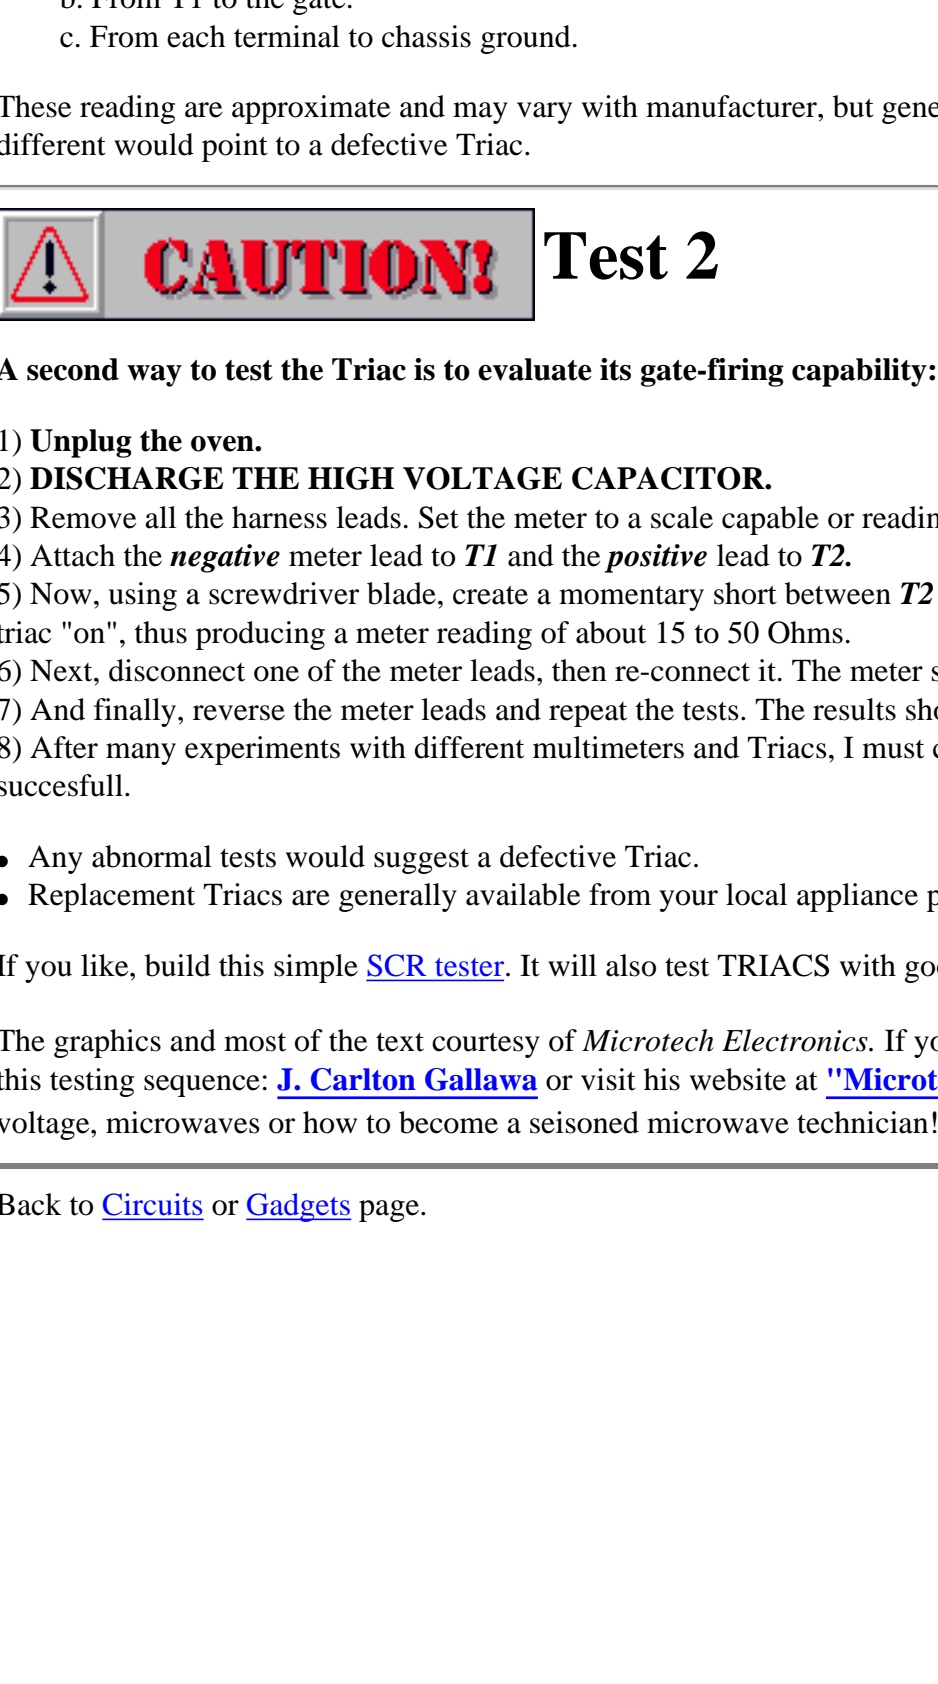 b. From T1 to the gate.
c. From each terminal to chassis ground.
These reading are approximate and may vary with manufacturer, but gene
different would point to a defective Triac.
CAUTION! Test 2
A second way to test the Triac is to evaluate its gate-firing capability:
1) Unplug the oven.
2) DISCHARGE THE HIGH VOLTAGE CAPACITOR.
3) Remove all the harness leads. Set the meter to a scale capable or readin
4) Attach the negative meter lead to T1 and the positive lead to T2.
5) Now, using a screwdriver blade, create a momentary short between T2
triac "on", thus producing a meter reading of about 15 to 50 Ohms.
6) Next, disconnect one of the meter leads, then re-connect it. The meter s
7) And finally, reverse the meter leads and repeat the tests. The results sho
8) After many experiments with different multimeters and Triacs, I must c
succesfull.
• Any abnormal tests would suggest a defective Triac.
• Replacement Triacs are generally available from your local appliance p
If you like, build this simple SCR tester. It will also test TRIACS with goo
The graphics and most of the text courtesy of Microtech Electronics. If yo
this testing sequence: J. Carlton Gallawa or visit his website at "Microt
voltage, microwaves or how to become a seisoned microwave technician!
Back to Circuits or Gadgets page.